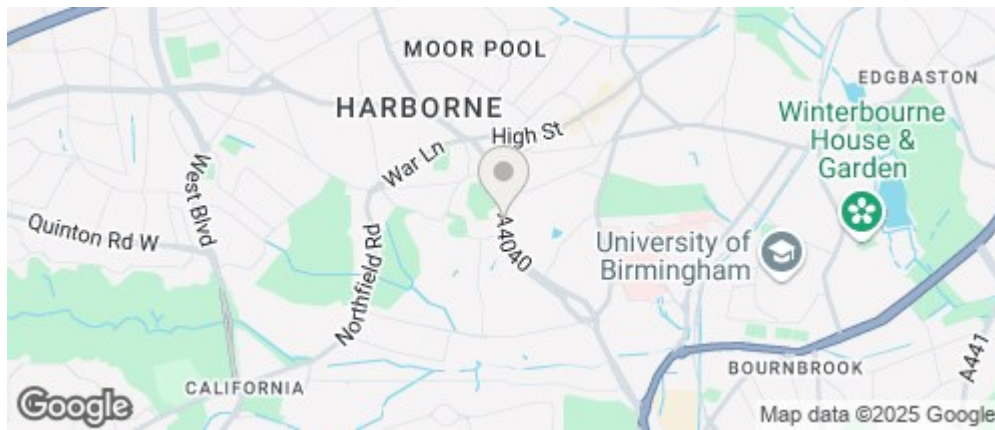 MOOR POOL
EDGBASTON
HARBORNE
Winterbourne
House &
Garden
High St
War Ln
West Blvd
Quinton Rd W
A4040
University of
Birmingham
Northfield Rd
CALIFORNIA
BOURNBROOK
A441
Google
Map data ©2025 Google